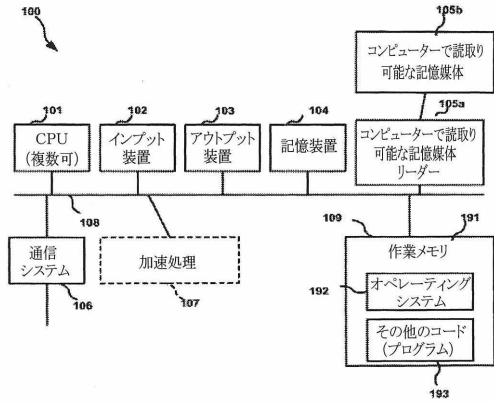 100
105b
コンピューターで読取り
可能な記憶媒体
105a
101
102
103
104
CPU
(複数可)
インプット
装置
アウトプット
装置
記憶装置
コンピューターで読取り
可能な記憶媒体
リーダー
108
109
191
通信
システム
106
加速処理
107
作業メモリ
192
オペレーティング
システム
その他のコード
(プログラム)
193